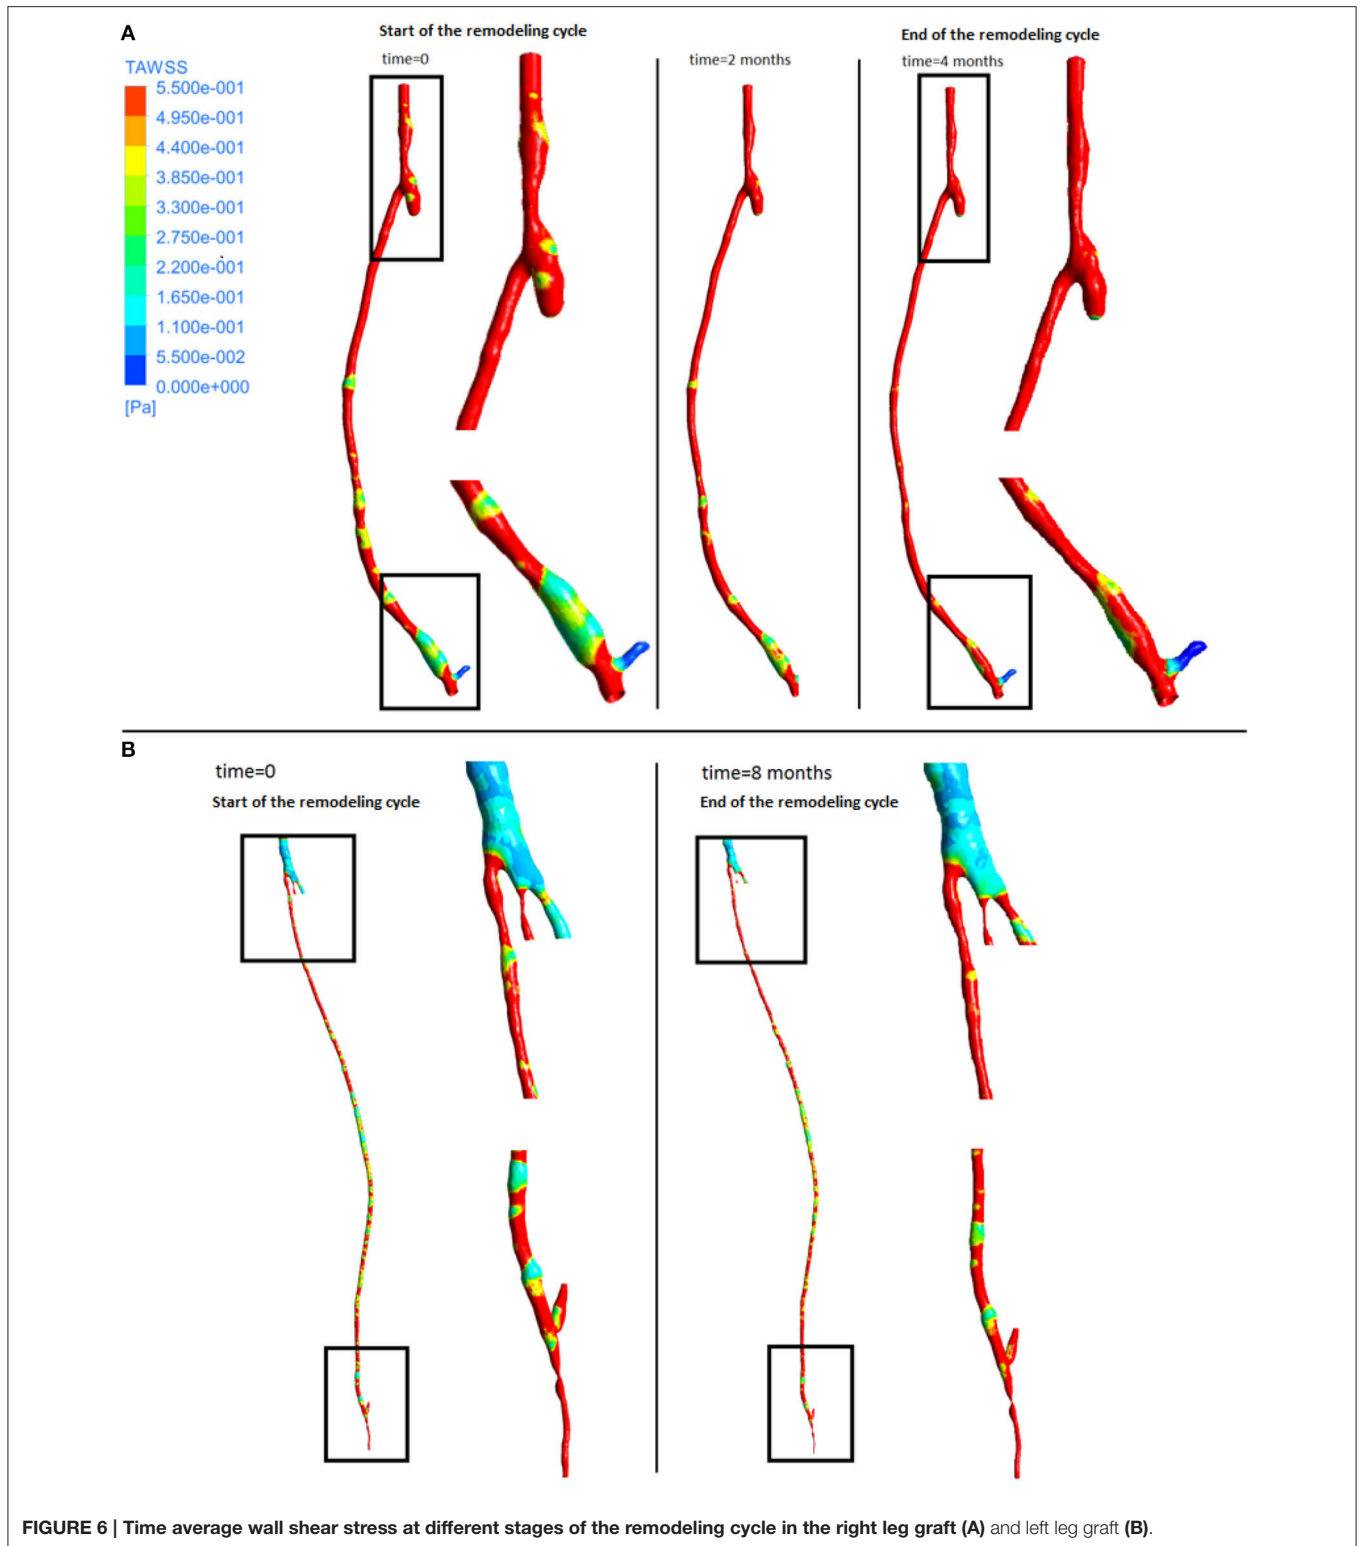 A
Start of the remodeling cycle
End of the remodeling cycle
time=0
time=2 months
time=4 months
TAWSS
5.500e-001
4.950e-001
4.400e-001
3.850e-001
3.300e-001
2.750e-001
2.200e-001
1.650e-001
1.100e-001
5.500e-002
0.000e+000
[Pa]
B
time=0
Start of the remodeling cycle
time=8 months
End of the remodeling cycle
FIGURE 6 | Time average wall shear stress at different stages of the remodeling cycle in the right leg graft (A) and left leg graft (B).